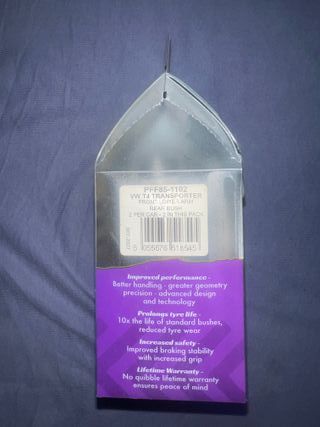 PFF85-1102
VW T4 TRANSPORTER
FRONT LOWER ARM
REAR BUSH
2 PER CAR - 2 IN THIS PACK
Improved performance -
Better handling - greater geometry
precision - advanced design
and technology
Prolongs tyre life -
10x the life of standard bushes,
reduced tyre wear
Increased safety -
Improved braking stability
with increased grip
Lifetime Warranty -
No quibble lifetime warranty
ensures peace of mind